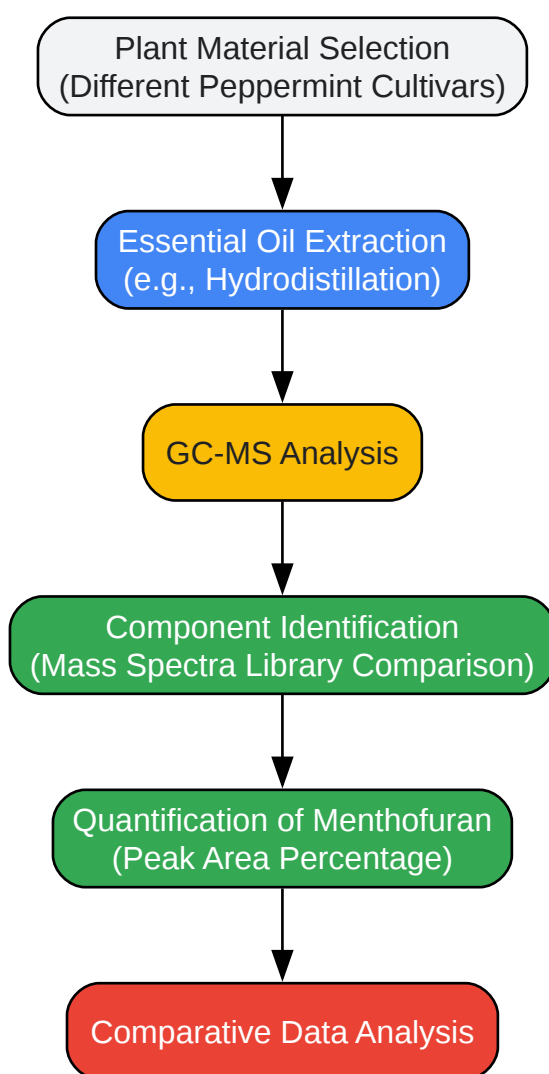 Plant Material Selection
(Different Peppermint Cultivars)
Essential Oil Extraction
(e.g., Hydrodistillation)
GC-MS Analysis
Component Identification
(Mass Spectra Library Comparison)
Quantification of Menthofuran
(Peak Area Percentage)
Comparative Data Analysis